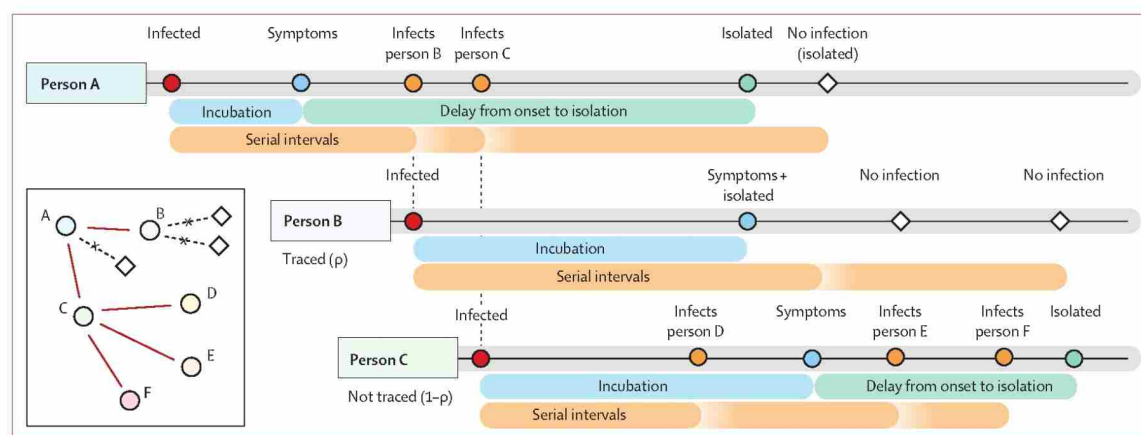 Infected
Symptoms
Infects
person B
Infects
person C
Isolated
No infection
(isolated)
Person A
Incubation
Delay from onset to isolation
Serial intervals
Infected
Symptoms +
isolated
No infection
No infection
Person B
Traced (ρ)
Incubation
Serial intervals
Infected
Infects
person D
Symptoms
Infects
person E
Infects
person F
Isolated
Person C
Not traced (1–ρ)
Incubation
Delay from onset to isolation
Serial intervals
A
B
C
D
E
F